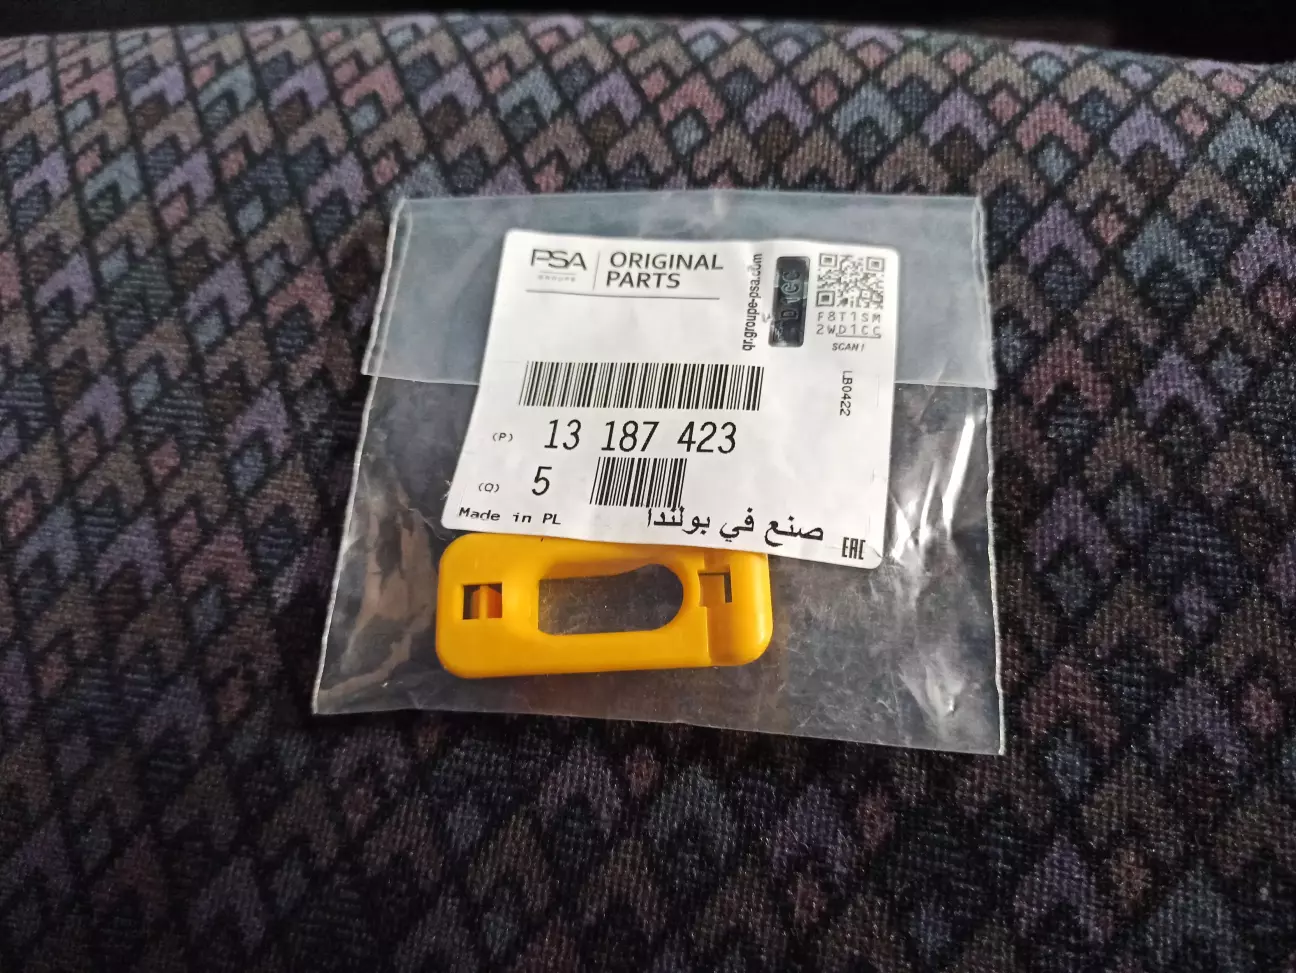 PSA
GROUPE
ORIGINAL
PARTS
qr.groupe-psa.com
D1CC
F8T1SM
2WD1CC
SCAN!
LB0422
(P) 13 187 423
(Q) 5
Made in PL
صنع في بولندا
EAC